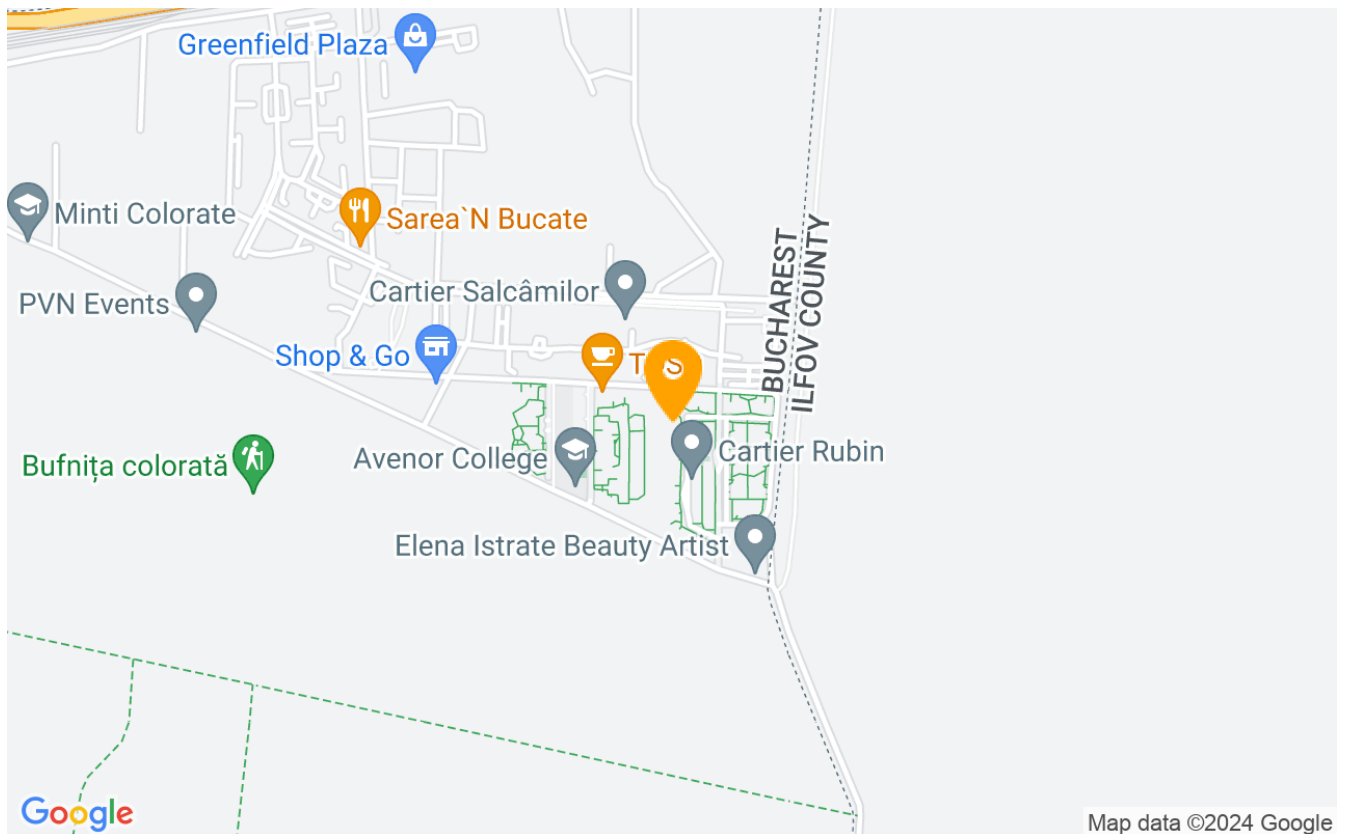 Greenfield Plaza
Minti Colorate
Sarea`N Bucate
PVN Events
Cartier Salcâmilor
BUCHAREST
ILFOV COUNTY
Shop & Go
Avenor College
Cartier Rubin
Bufnița colorată
Elena Istrate Beauty Artist
Google
Map data ©2024 Google